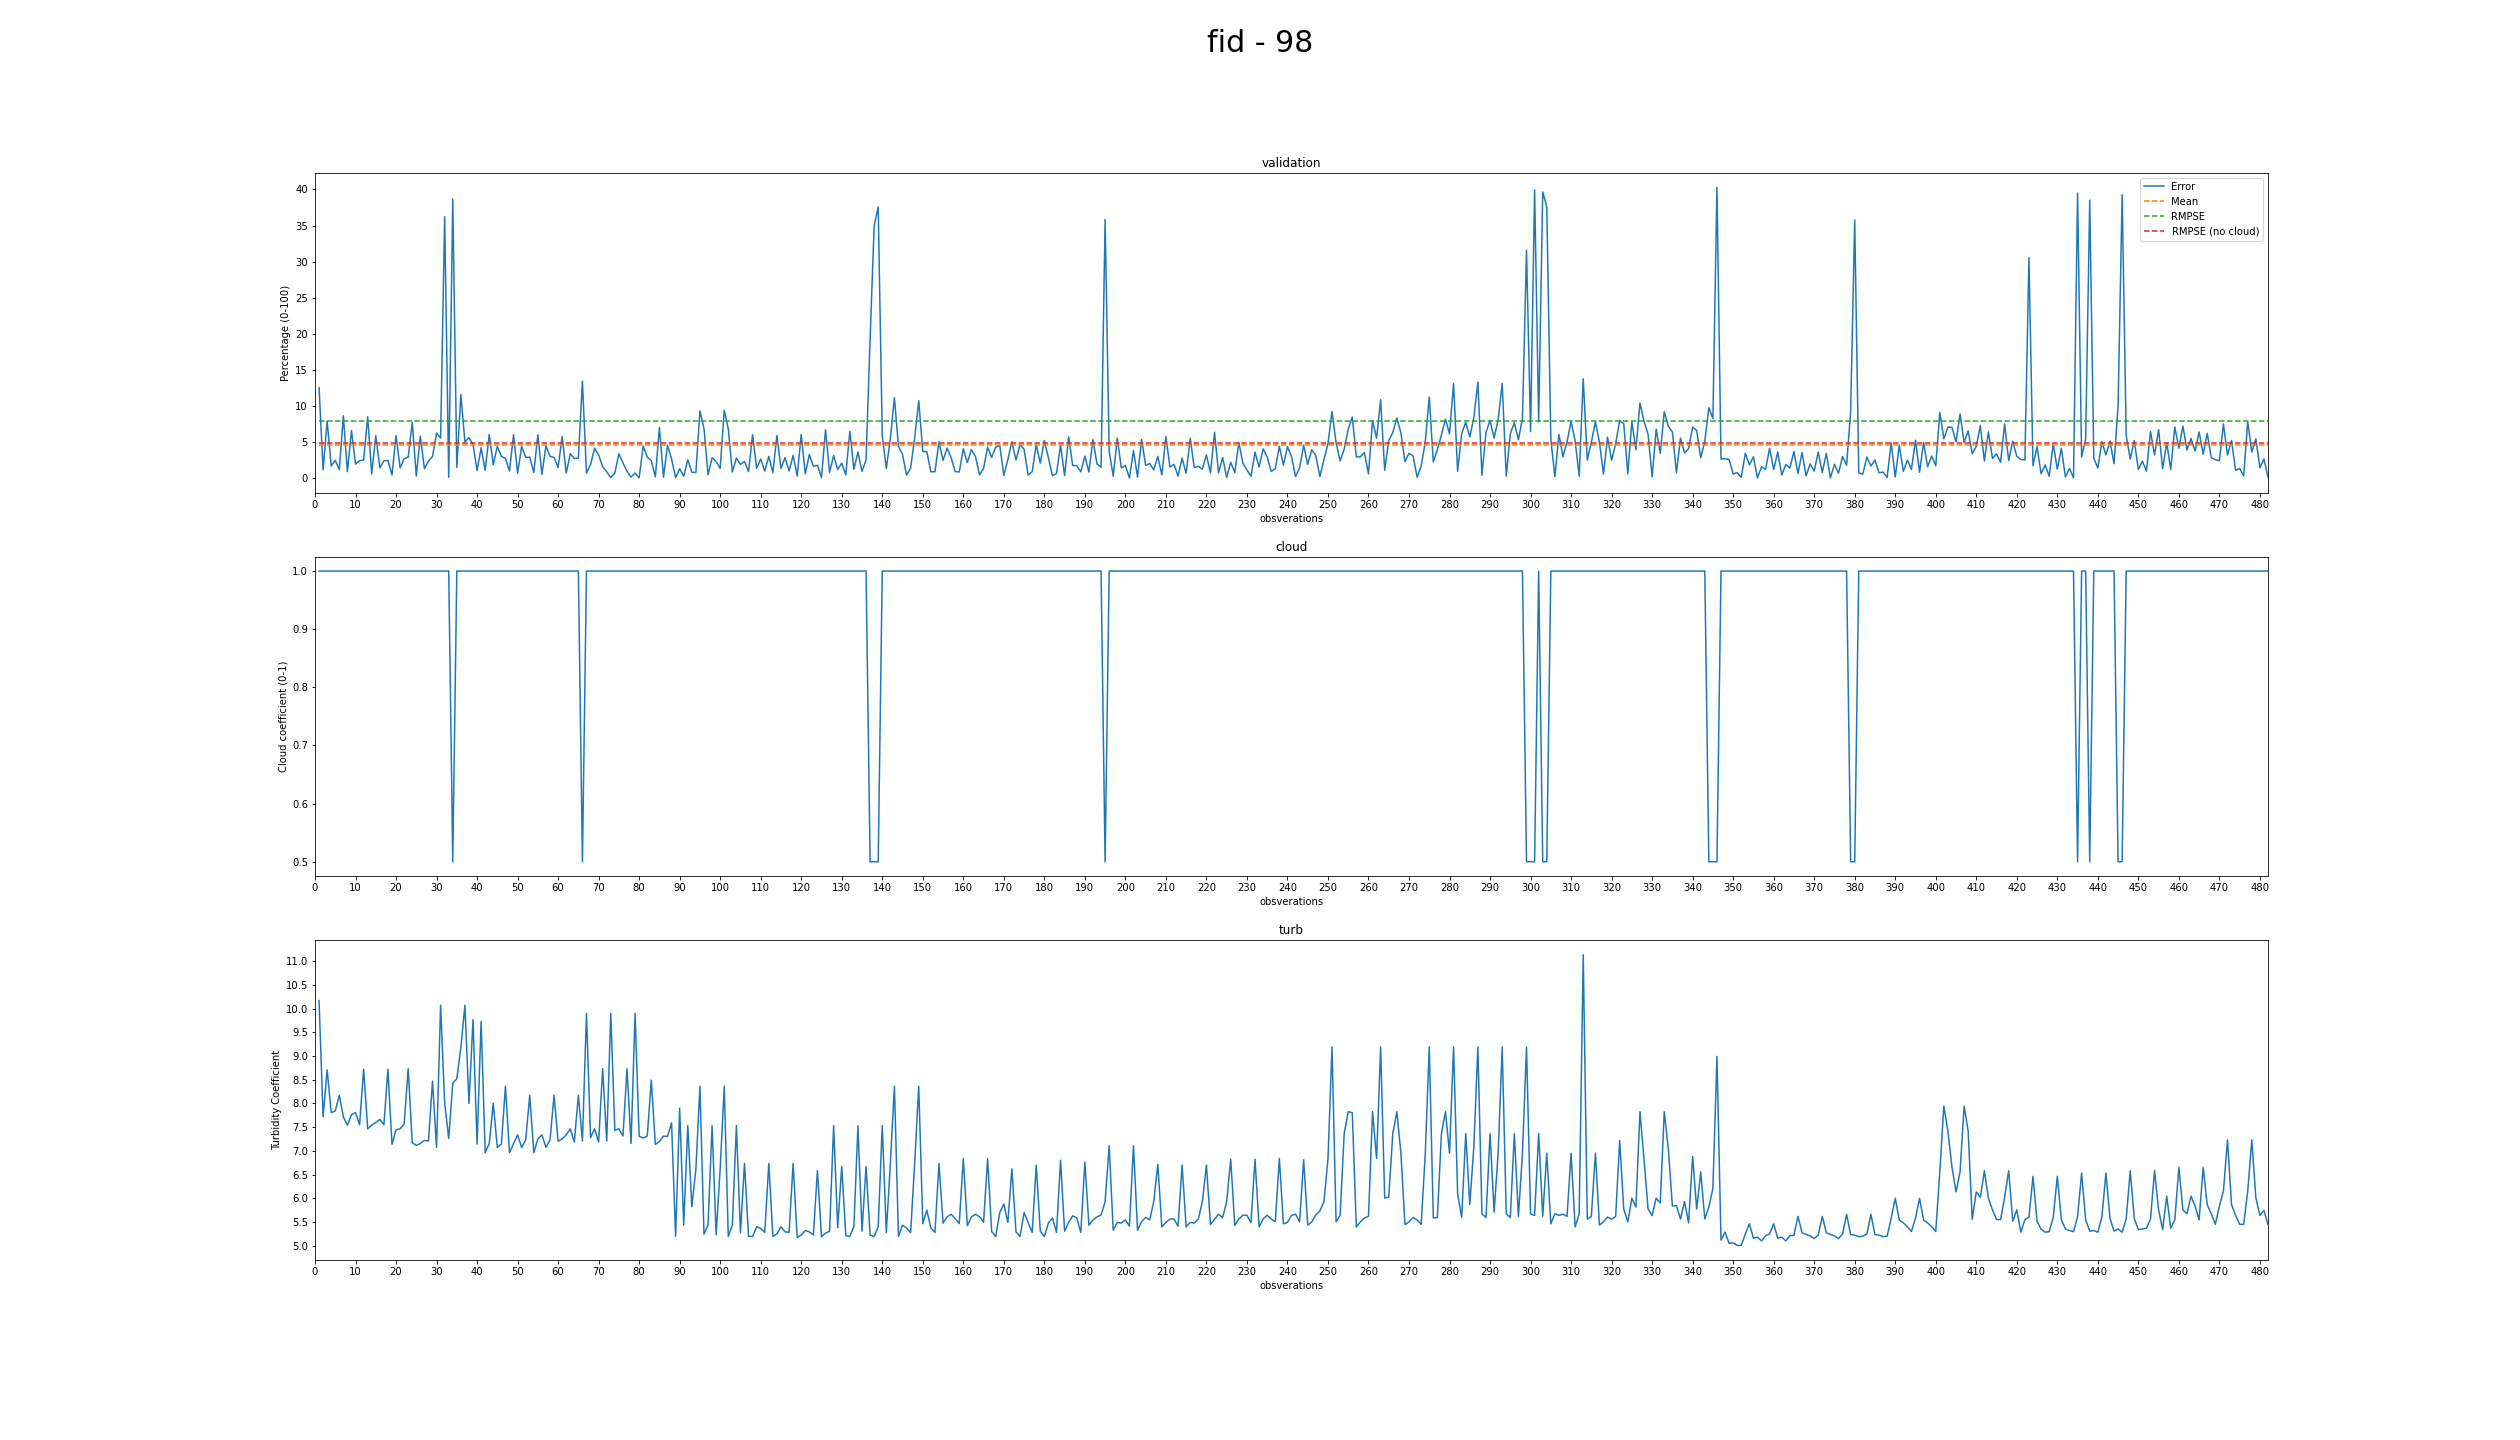 fid - 98
validation
Percentage (0-100)
40
35
30
25
20
15
10
5
0
Error
Mean
RMPSE
RMPSE (no cloud)
0 10 20 30 40 50 60 70 80 90 100 110 120 130 140 150 160 170 180 190 200 210 220 230 240 250 260 270 280 290 300 310 320 330 340 350 360 370 380 390 400 410 420 430 440 450 460 470 480
obsverations
cloud
Cloud coefficient (0-1)
1.0
0.9
0.8
0.7
0.6
0.5
0 10 20 30 40 50 60 70 80 90 100 110 120 130 140 150 160 170 180 190 200 210 220 230 240 250 260 270 280 290 300 310 320 330 340 350 360 370 380 390 400 410 420 430 440 450 460 470 480
obsverations
turb
Turbidity Coefficient
11.0
10.5
10.0
9.5
9.0
8.5
8.0
7.5
7.0
6.5
6.0
5.5
5.0
0 10 20 30 40 50 60 70 80 90 100 110 120 130 140 150 160 170 180 190 200 210 220 230 240 250 260 270 280 290 300 310 320 330 340 350 360 370 380 390 400 410 420 430 440 450 460 470 480
obsverations